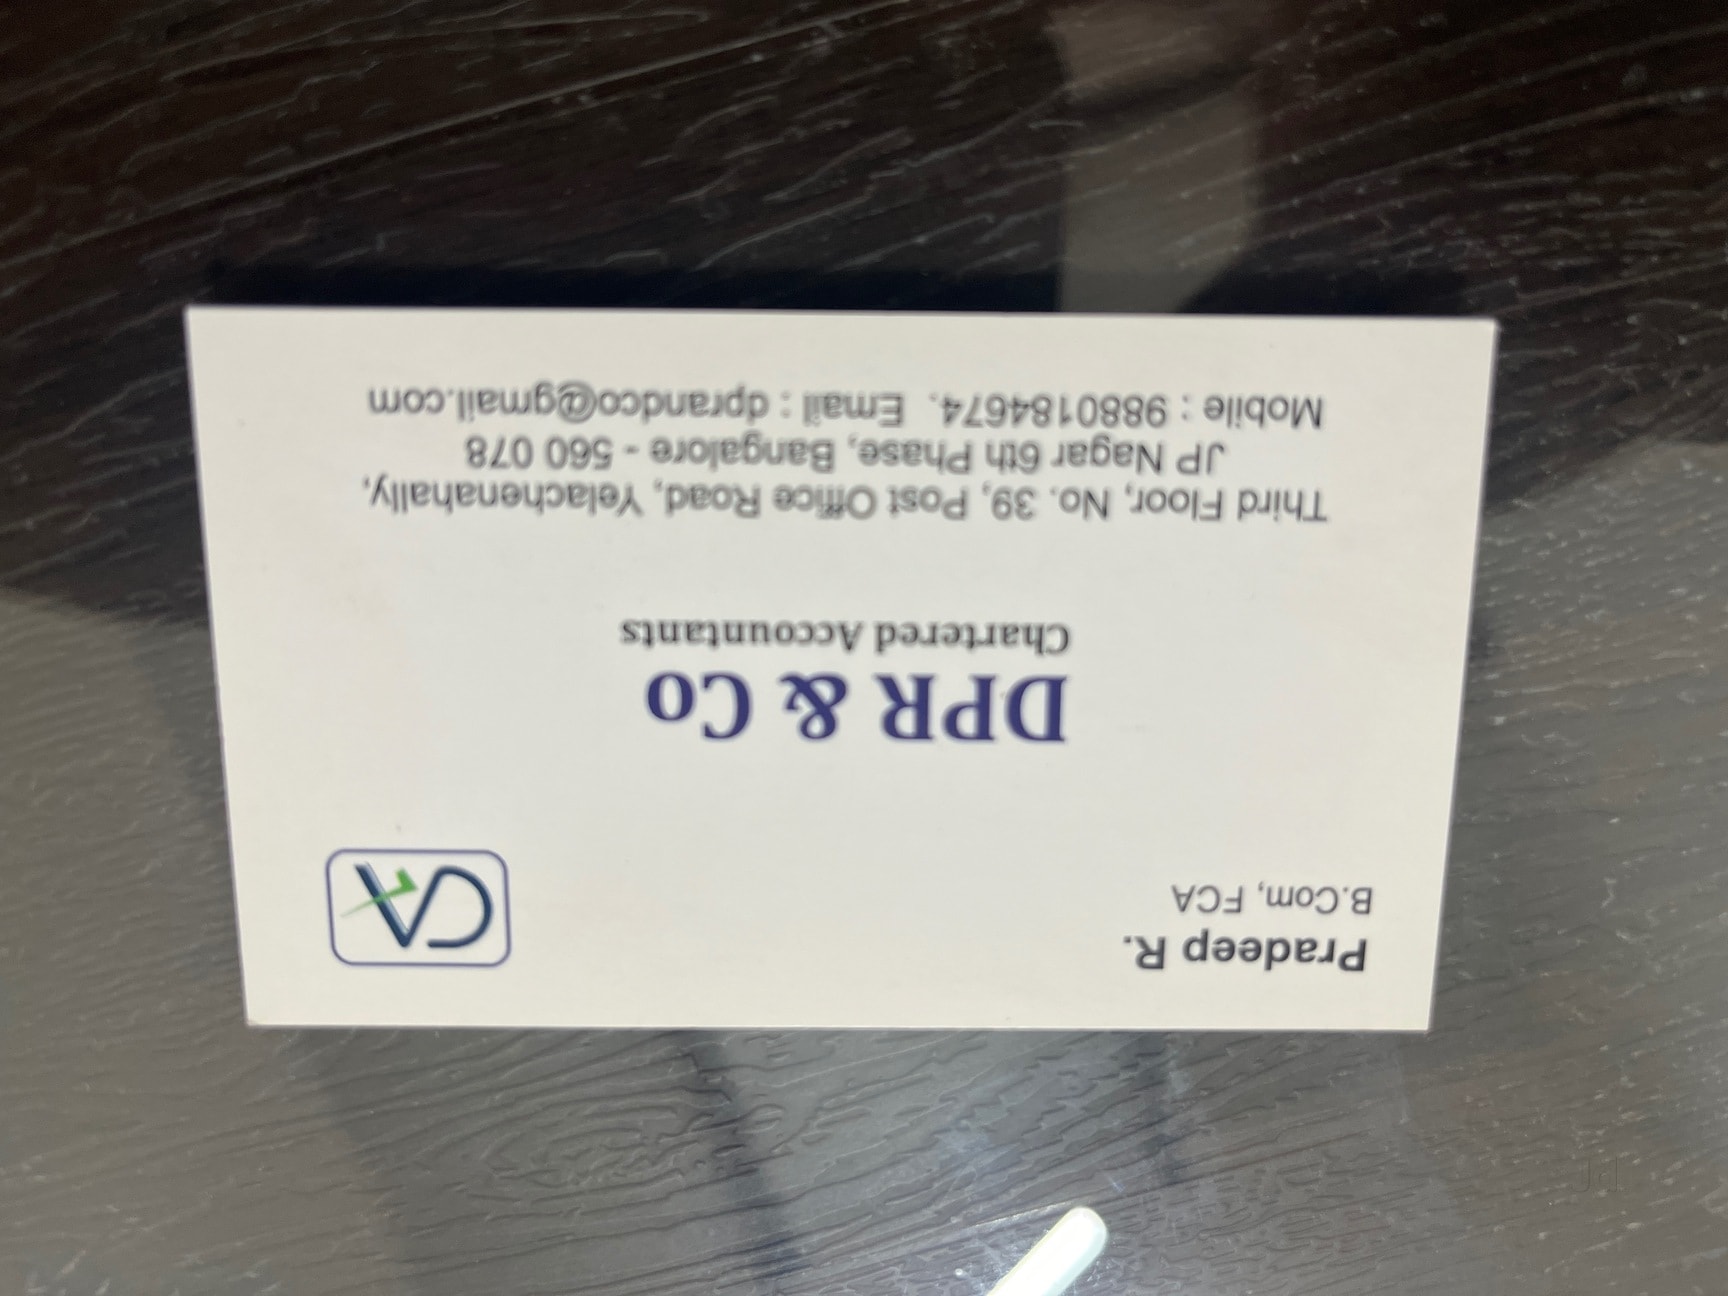 Pradeep R.
B.Com, FCA
CA
DPR & Co
Chartered Accountants
Third Floor, No. 39, Post Office Road, Yelachenahally,
JP Nagar 6th Phase, Bangalore - 560 078
Mobile : 9880184674. Email : dprandco@gmail.com
Jd